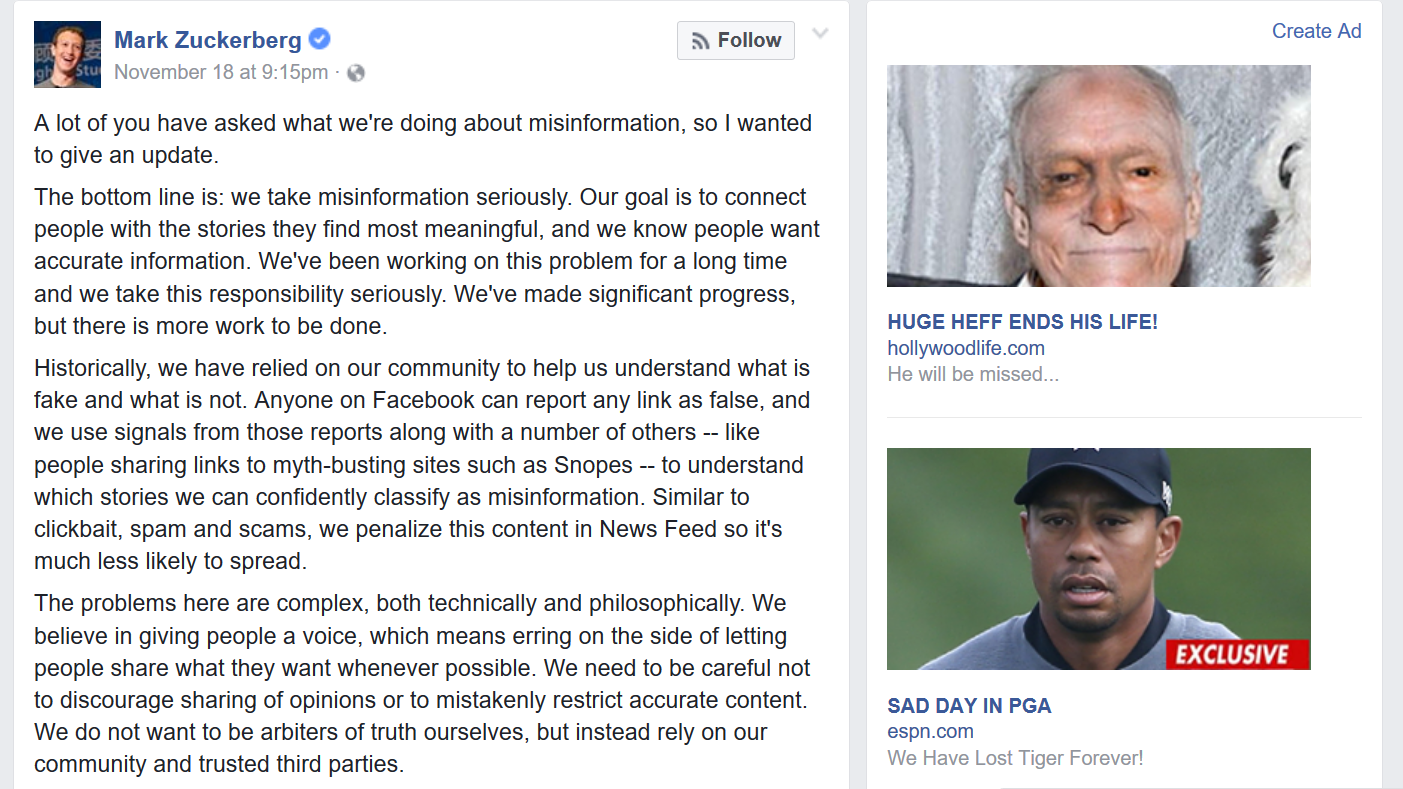 Mark Zuckerberg
November 18 at 9:15pm ·
Follow
A lot of you have asked what we're doing about misinformation, so I wanted
to give an update.
The bottom line is: we take misinformation seriously. Our goal is to connect
people with the stories they find most meaningful, and we know people want
accurate information. We've been working on this problem for a long time
and we take this responsibility seriously. We've made significant progress,
but there is more work to be done.
Historically, we have relied on our community to help us understand what is
fake and what is not. Anyone on Facebook can report any link as false, and
we use signals from those reports along with a number of others -- like
people sharing links to myth-busting sites such as Snopes -- to understand
which stories we can confidently classify as misinformation. Similar to
clickbait, spam and scams, we penalize this content in News Feed so it's
much less likely to spread.
The problems here are complex, both technically and philosophically. We
believe in giving people a voice, which means erring on the side of letting
people share what they want whenever possible. We need to be careful not
to discourage sharing of opinions or to mistakenly restrict accurate content.
We do not want to be arbiters of truth ourselves, but instead rely on our
community and trusted third parties.
Create Ad
HUGE HEFF ENDS HIS LIFE!
hollywoodlife.com
He will be missed...
EXCLUSIVE
SAD DAY IN PGA
espn.com
We Have Lost Tiger Forever!